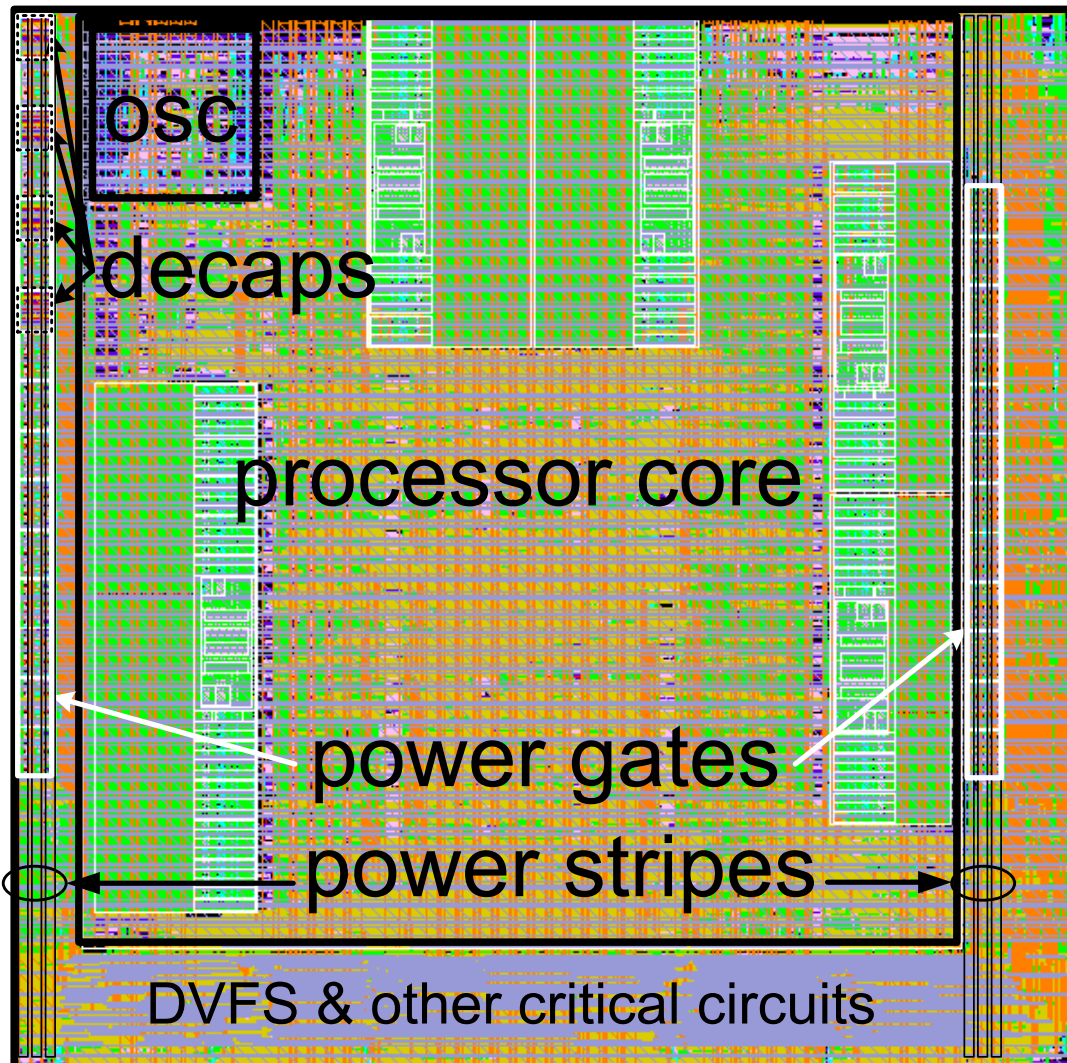 osc
decaps
processor core
power gates
power stripes
DVFS & other critical circuits